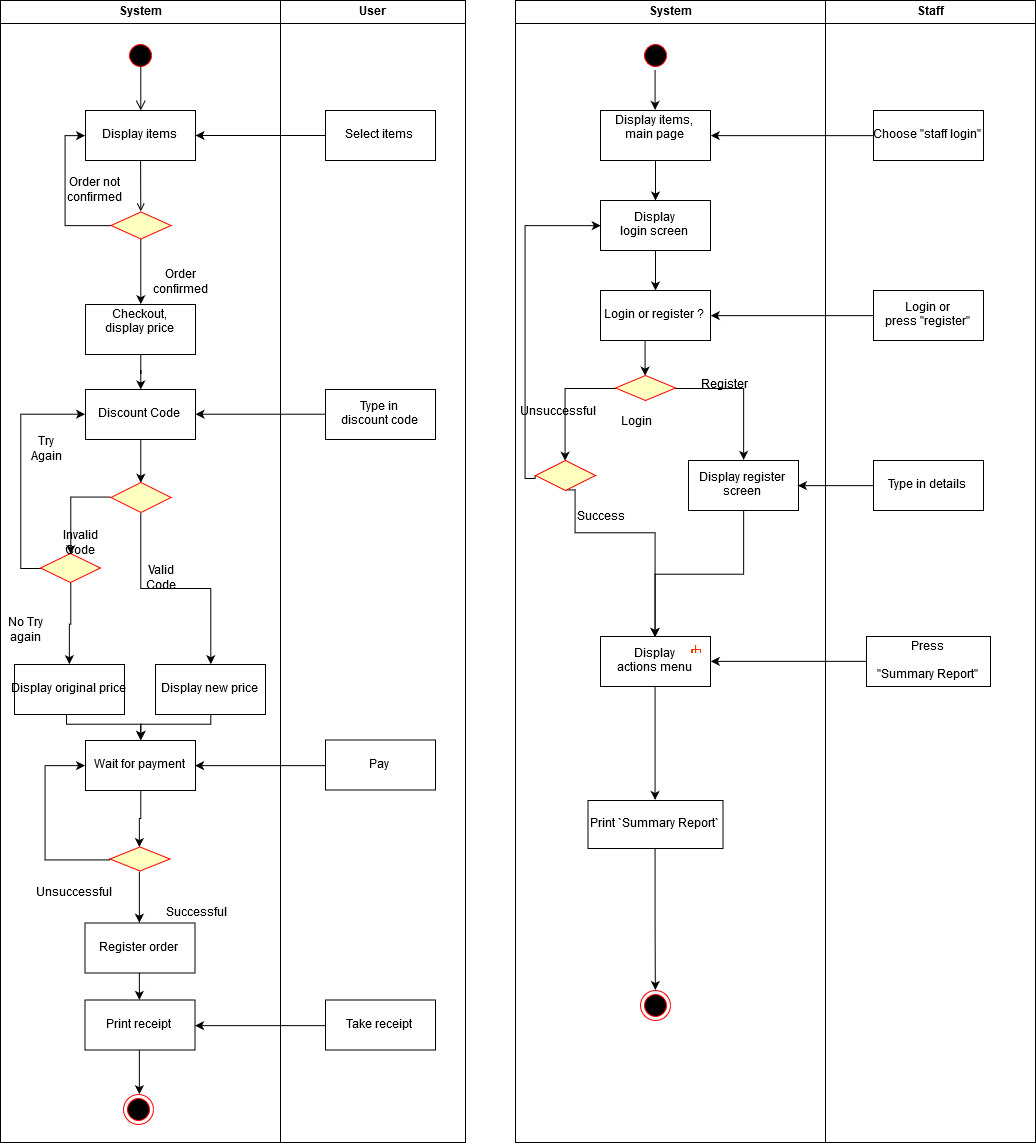 System
User
Display items
Select items
Order not
confirmed
Order
confirmed
Checkout,
display price
Discount Code
Type in
discount code
Try
Again
Invalid
Code
Valid
Code
No Try
again
Display original price
Display new price
Wait for payment
Pay
Unsuccessful
Successful
Register order
Print receipt
Take receipt
System
Staff
Display items,
main page
Choose "staff login"
Display
login screen
Login or register ?
Login or
press "register"
Register
Unsuccessful
Login
Display register
screen
Type in details
Success
Display
actions menu
Press
"Summary Report"
Print `Summary Report`